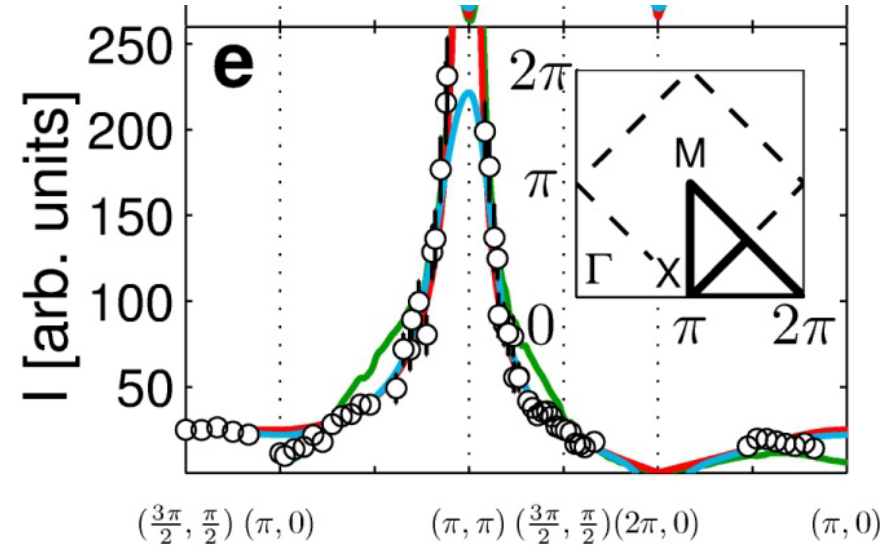 e
I [arb. units]
250
200
150
100
50
2π
π
0
M
Γ
X
π
2π
(3π/2, π/2) (π, 0) (π, π) (3π/2, π/2) (2π, 0) (π, 0)